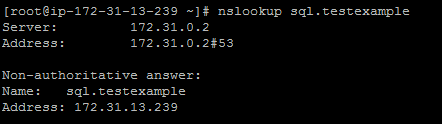 [root@ip-172-31-13-239 ~]# nslookup sql.testexample
Server:         172.31.0.2
Address:        172.31.0.2#53

Non-authoritative answer:
Name:   sql.testexample
Address: 172.31.13.239